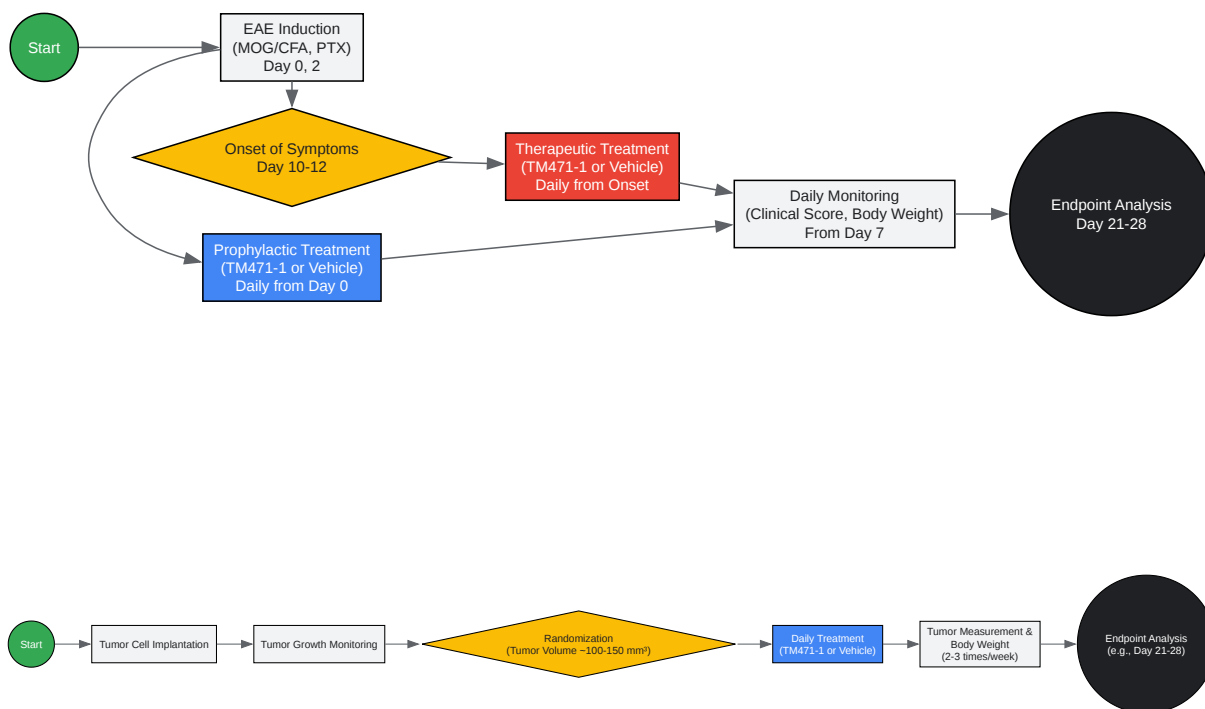 Start
EAE Induction
(MOG/CFA, PTX)
Day 0, 2
Onset of Symptoms
Day 10-12
Therapeutic Treatment
(TM471-1 or Vehicle)
Daily from Onset
Prophylactic Treatment
(TM471-1 or Vehicle)
Daily from Day 0
Daily Monitoring
(Clinical Score, Body Weight)
From Day 7
Endpoint Analysis
Day 21-28
Start
Tumor Cell Implantation
Tumor Growth Monitoring
Randomization
(Tumor Volume ~100-150 mm³)
Daily Treatment
(TM471-1 or Vehicle)
Tumor Measurement &
Body Weight
(2-3 times/week)
Endpoint Analysis
(e.g., Day 21-28)